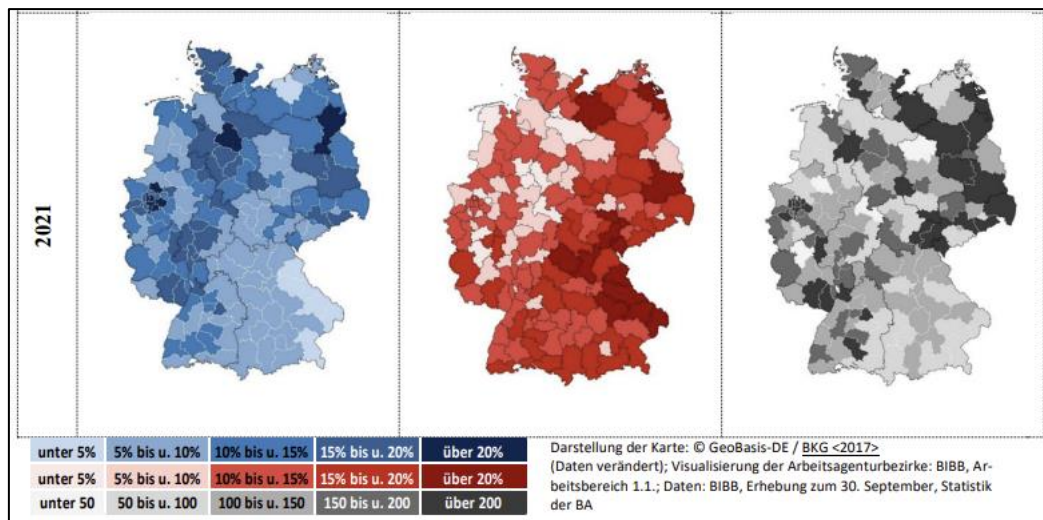 2021
unter 5% 5% bis u. 10% 10% bis u. 15% 15% bis u. 20% über 20%
unter 5% 5% bis u. 10% 10% bis u. 15% 15% bis u. 20% über 20%
unter 50 50 bis u. 100 100 bis u. 150 150 bis u. 200 über 200
Darstellung der Karte: © GeoBasis-DE / BKG <2017>
(Daten verändert); Visualisierung der Arbeitsagenturbezirke: BIBB, Ar-
beitsbereich 1.1.; Daten: BIBB, Erhebung zum 30. September, Statistik
der BA